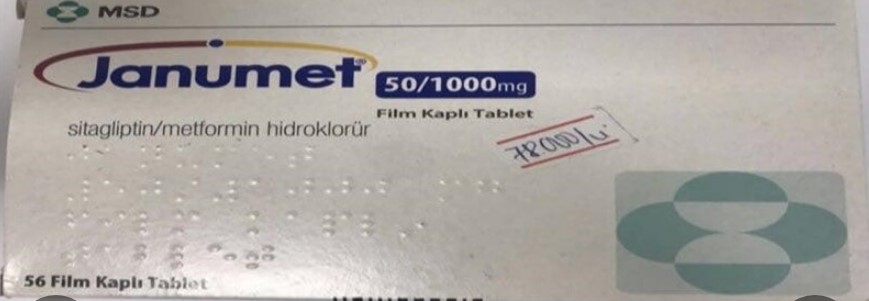 MSD
Janumet® 50/1000mg
Film Kaplı Tablet
sitagliptin/metformin hidroklorür
56 Film Kaplı Tablet